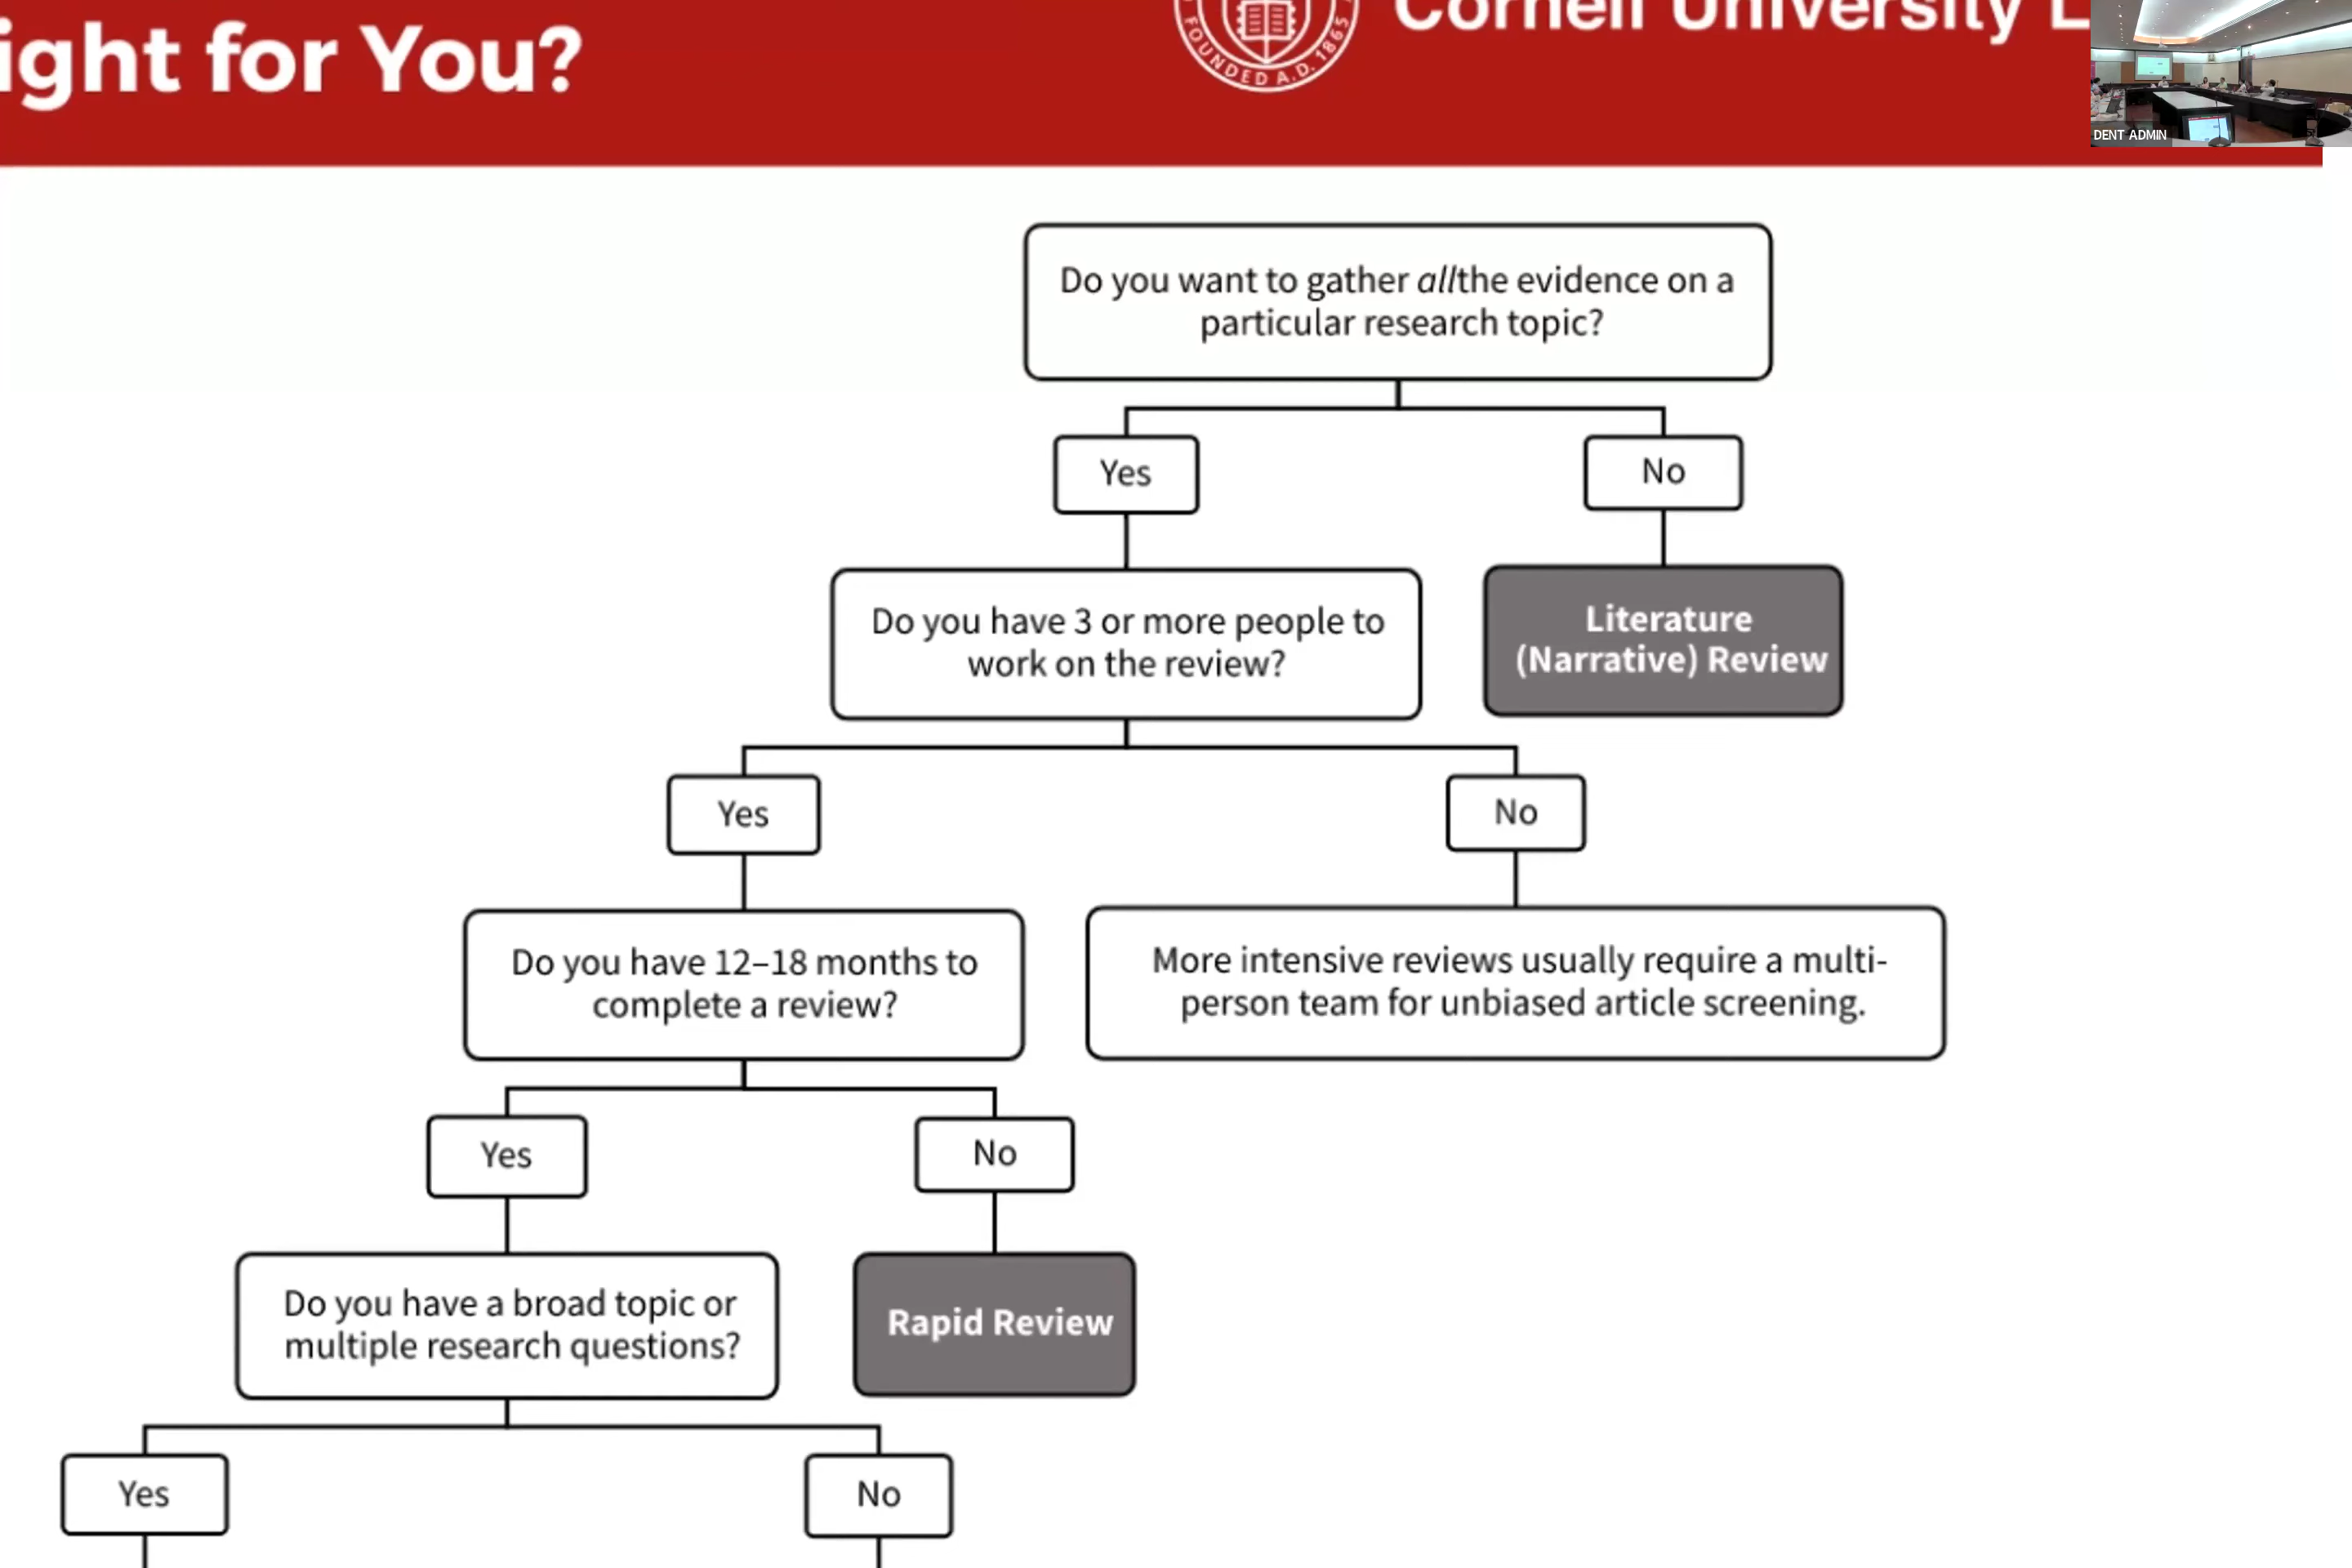 ight for You?
FOUNDED A.D. 1865
Cornell University L
DENT ADMIN
Do you want to gather allthe evidence on a
particular research topic?
Yes
No
Do you have 3 or more people to
work on the review?
Literature
(Narrative) Review
Yes
No
Do you have 12–18 months to
complete a review?
More intensive reviews usually require a multi-
person team for unbiased article screening.
Yes
No
Do you have a broad topic or
multiple research questions?
Rapid Review
Yes
No